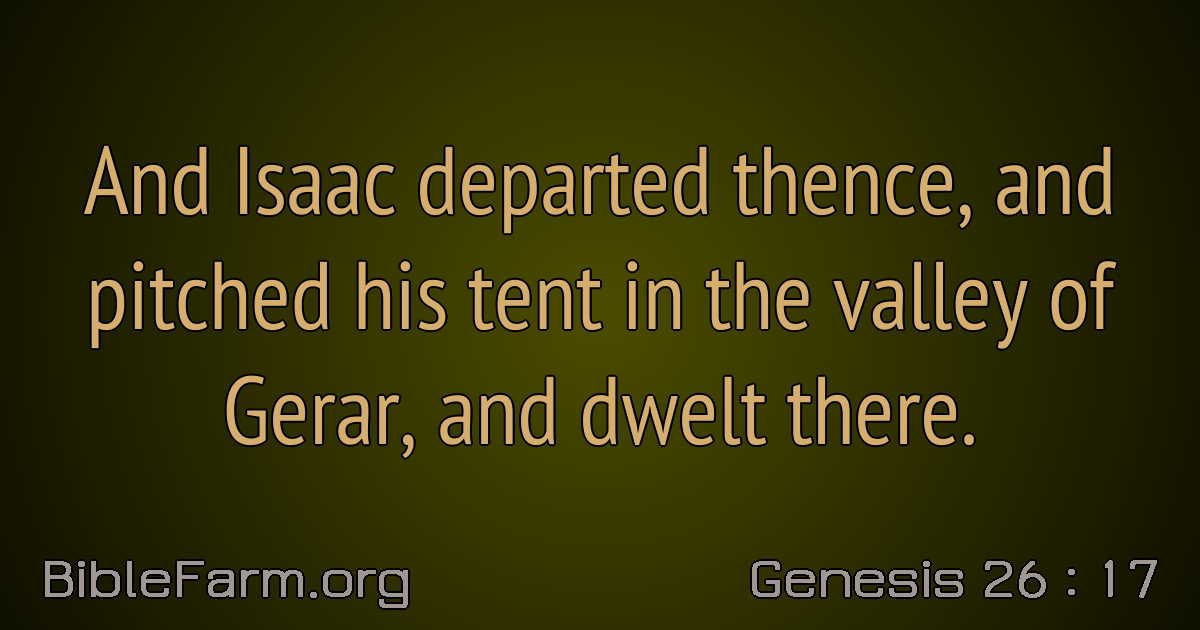 And Isaac departed thence, and
pitched his tent in the valley of
Gerar, and dwelt there.
BibleFarm.org
Genesis 26 : 17